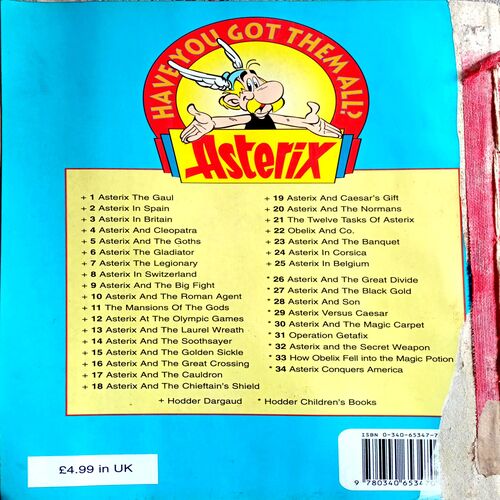 HAVE YOU GOT THEM ALL?
Asterix
+ 1 Asterix The Gaul
+ 2 Asterix In Spain
+ 3 Asterix In Britain
+ 4 Asterix And Cleopatra
+ 5 Asterix And The Goths
+ 6 Asterix The Gladiator
+ 7 Asterix The Legionary
+ 8 Asterix In Switzerland
+ 9 Asterix And The Big Fight
+ 10 Asterix And The Roman Agent
+ 11 The Mansions Of The Gods
+ 12 Asterix At The Olympic Games
+ 13 Asterix And The Laurel Wreath
+ 14 Asterix And The Soothsayer
+ 15 Asterix And The Golden Sickle
+ 16 Asterix And The Great Crossing
+ 17 Asterix And The Cauldron
+ 18 Asterix And The Chieftain's Shield
+ 19 Asterix And Caesar's Gift
+ 20 Asterix And The Normans
+ 21 The Twelve Tasks Of Asterix
+ 22 Obelix And Co.
+ 23 Asterix And The Banquet
+ 24 Asterix In Corsica
+ 25 Asterix In Belgium
* 26 Asterix And The Great Divide
* 27 Asterix And The Black Gold
* 28 Asterix And Son
* 29 Asterix Versus Caesar
* 30 Asterix And The Magic Carpet
* 31 Operation Getafix
* 32 Asterix and the Secret Weapon
* 33 How Obelix Fell into the Magic Potion
* 34 Asterix Conquers America
+ Hodder Dargaud * Hodder Children's Books
ISBN 0-340-65347-7
9 780340 65347
£4.99 in UK